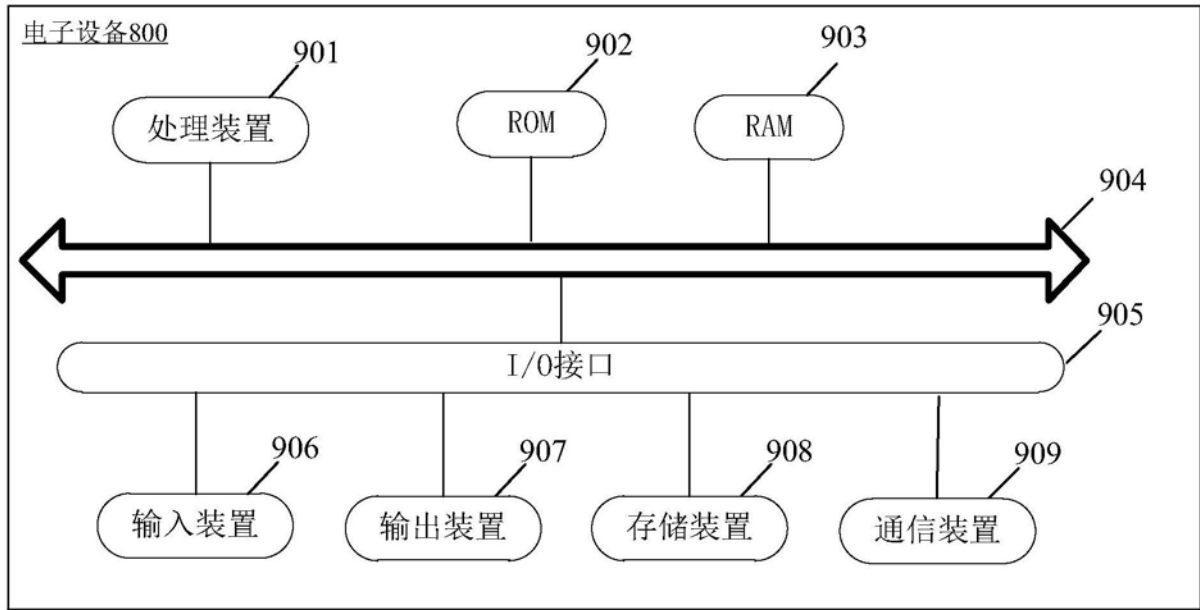 电子设备800
901
902
903
处理装置
ROM
RAM
904
905
I/O接口
906
907
908
909
输入装置
输出装置
存储装置
通信装置